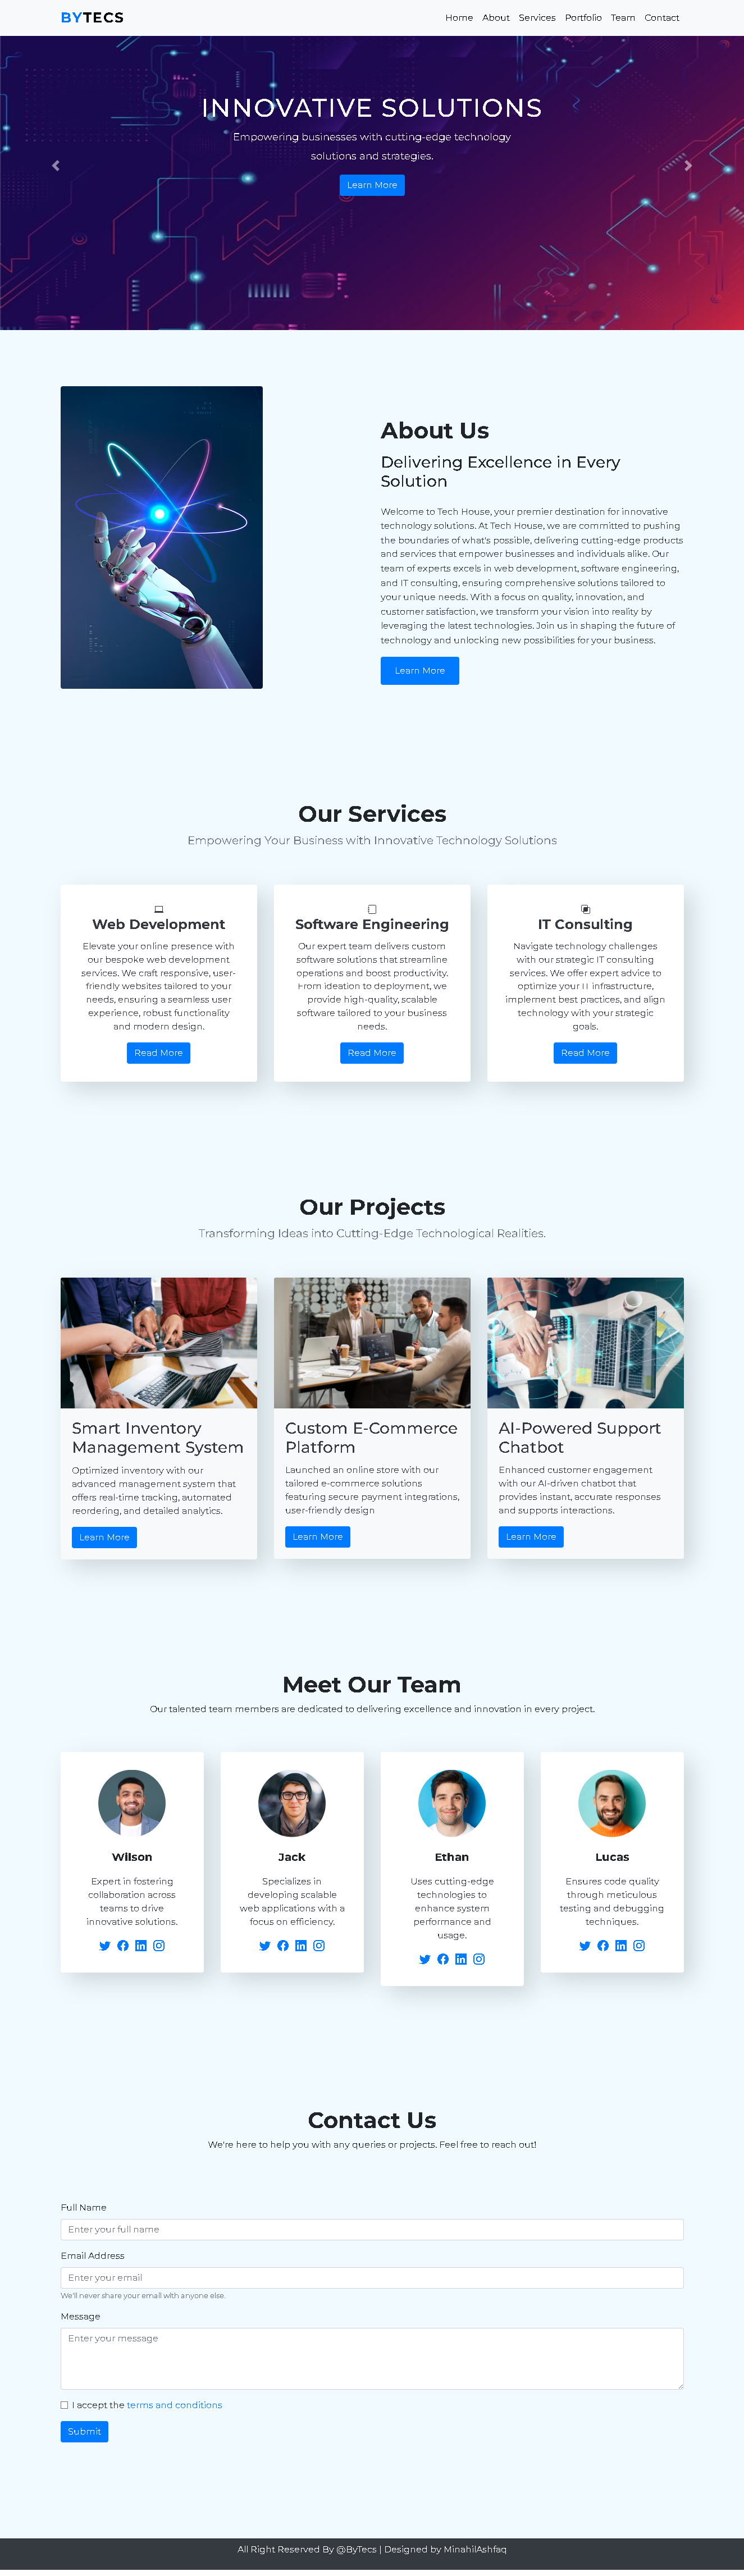 BYTECS
Home About Services Portfolio Team Contact
INNOVATIVE SOLUTIONS
Empowering businesses with cutting-edge technology
solutions and strategies.
Learn More
About Us
Delivering Excellence in Every
Solution
Welcome to Tech House, your premier destination for innovative
technology solutions. At Tech House, we are committed to pushing
the boundaries of what's possible, delivering cutting-edge products
and services that empower businesses and individuals alike. Our
team of experts excels in web development, software engineering,
and IT consulting, ensuring comprehensive solutions tailored to
your unique needs. With a focus on quality, innovation, and
customer satisfaction, we transform your vision into reality by
leveraging the latest technologies. Join us in shaping the future of
technology and unlocking new possibilities for your business.
Learn More
Our Services
Empowering Your Business with Innovative Technology Solutions
Web Development
Elevate your online presence with
our bespoke web development
services. We craft responsive, user-
friendly websites tailored to your
needs, ensuring a seamless user
experience, robust functionality
and modern design.
Read More
Software Engineering
Our expert team delivers custom
software solutions that streamline
operations and boost productivity.
From ideation to deployment, we
provide high-quality, scalable
software tailored to your business
needs.
Read More
IT Consulting
Navigate technology challenges
with our strategic IT consulting
services. We offer expert advice to
optimize your IT infrastructure,
implement best practices, and align
technology with your strategic
goals.
Read More
Our Projects
Transforming Ideas into Cutting-Edge Technological Realities.
Smart Inventory
Management System
Optimized inventory with our
advanced management system that
offers real-time tracking, automated
reordering, and detailed analytics.
Learn More
Custom E-Commerce
Platform
Launched an online store with our
tailored e-commerce solutions
featuring secure payment integrations,
user-friendly design
Learn More
AI-Powered Support
Chatbot
Enhanced customer engagement
with our AI-driven chatbot that
provides instant, accurate responses
and supports interactions.
Learn More
Meet Our Team
Our talented team members are dedicated to delivering excellence and innovation in every project.
Wilson
Expert in fostering
collaboration across
teams to drive
innovative solutions.
Jack
Specializes in
developing scalable
web applications with a
focus on efficiency.
Ethan
Uses cutting-edge
technologies to
enhance system
performance and
usage.
Lucas
Ensures code quality
through meticulous
testing and debugging
techniques.
Contact Us
We're here to help you with any queries or projects. Feel free to reach out!
Full Name
Enter your full name
Email Address
Enter your email
We'll never share your email with anyone else.
Message
Enter your message
I accept the terms and conditions
Submit
All Right Reserved By @ByTecs | Designed by MinahilAshfaq